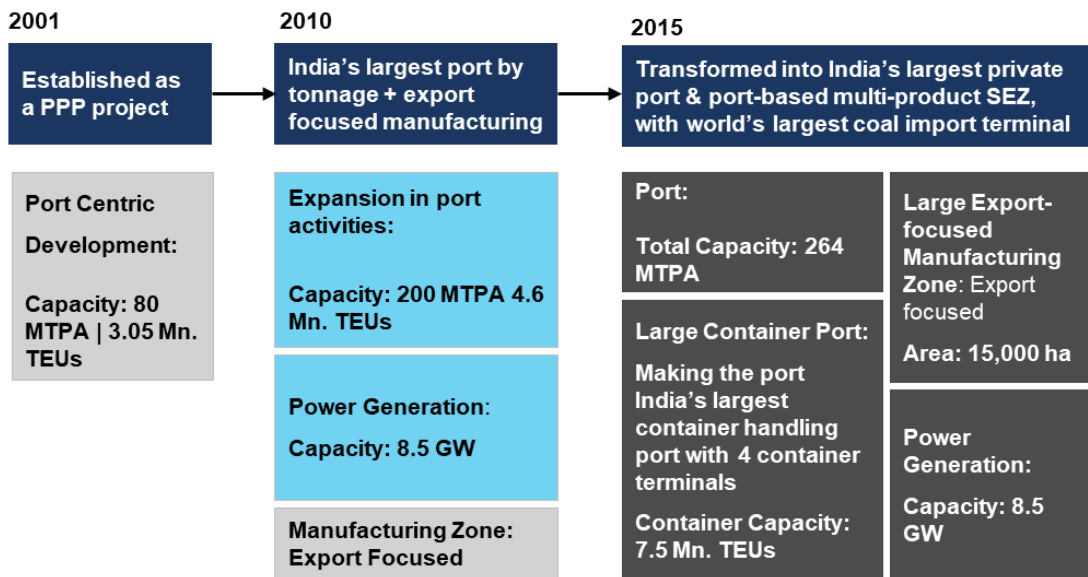 2001
Established as
a PPP project
Port Centric
Development:
Capacity: 80
MTPA | 3.05 Mn.
TEUs
2010
India's largest port by
tonnage + export
focused manufacturing
Expansion in port
activities:
Capacity: 200 MTPA 4.6
Mn. TEUs
Power Generation:
Capacity: 8.5 GW
Manufacturing Zone:
Export Focused
2015
Transformed into India's largest private
port & port-based multi-product SEZ,
with world's largest coal import terminal
Port:
Total Capacity: 264
MTPA
Large Container Port:
Making the port
India's largest
container handling
port with 4 container
terminals
Container Capacity:
7.5 Mn. TEUs
Large Export-
focused
Manufacturing
Zone: Export
focused
Area: 15,000 ha
Power
Generation:
Capacity: 8.5
GW